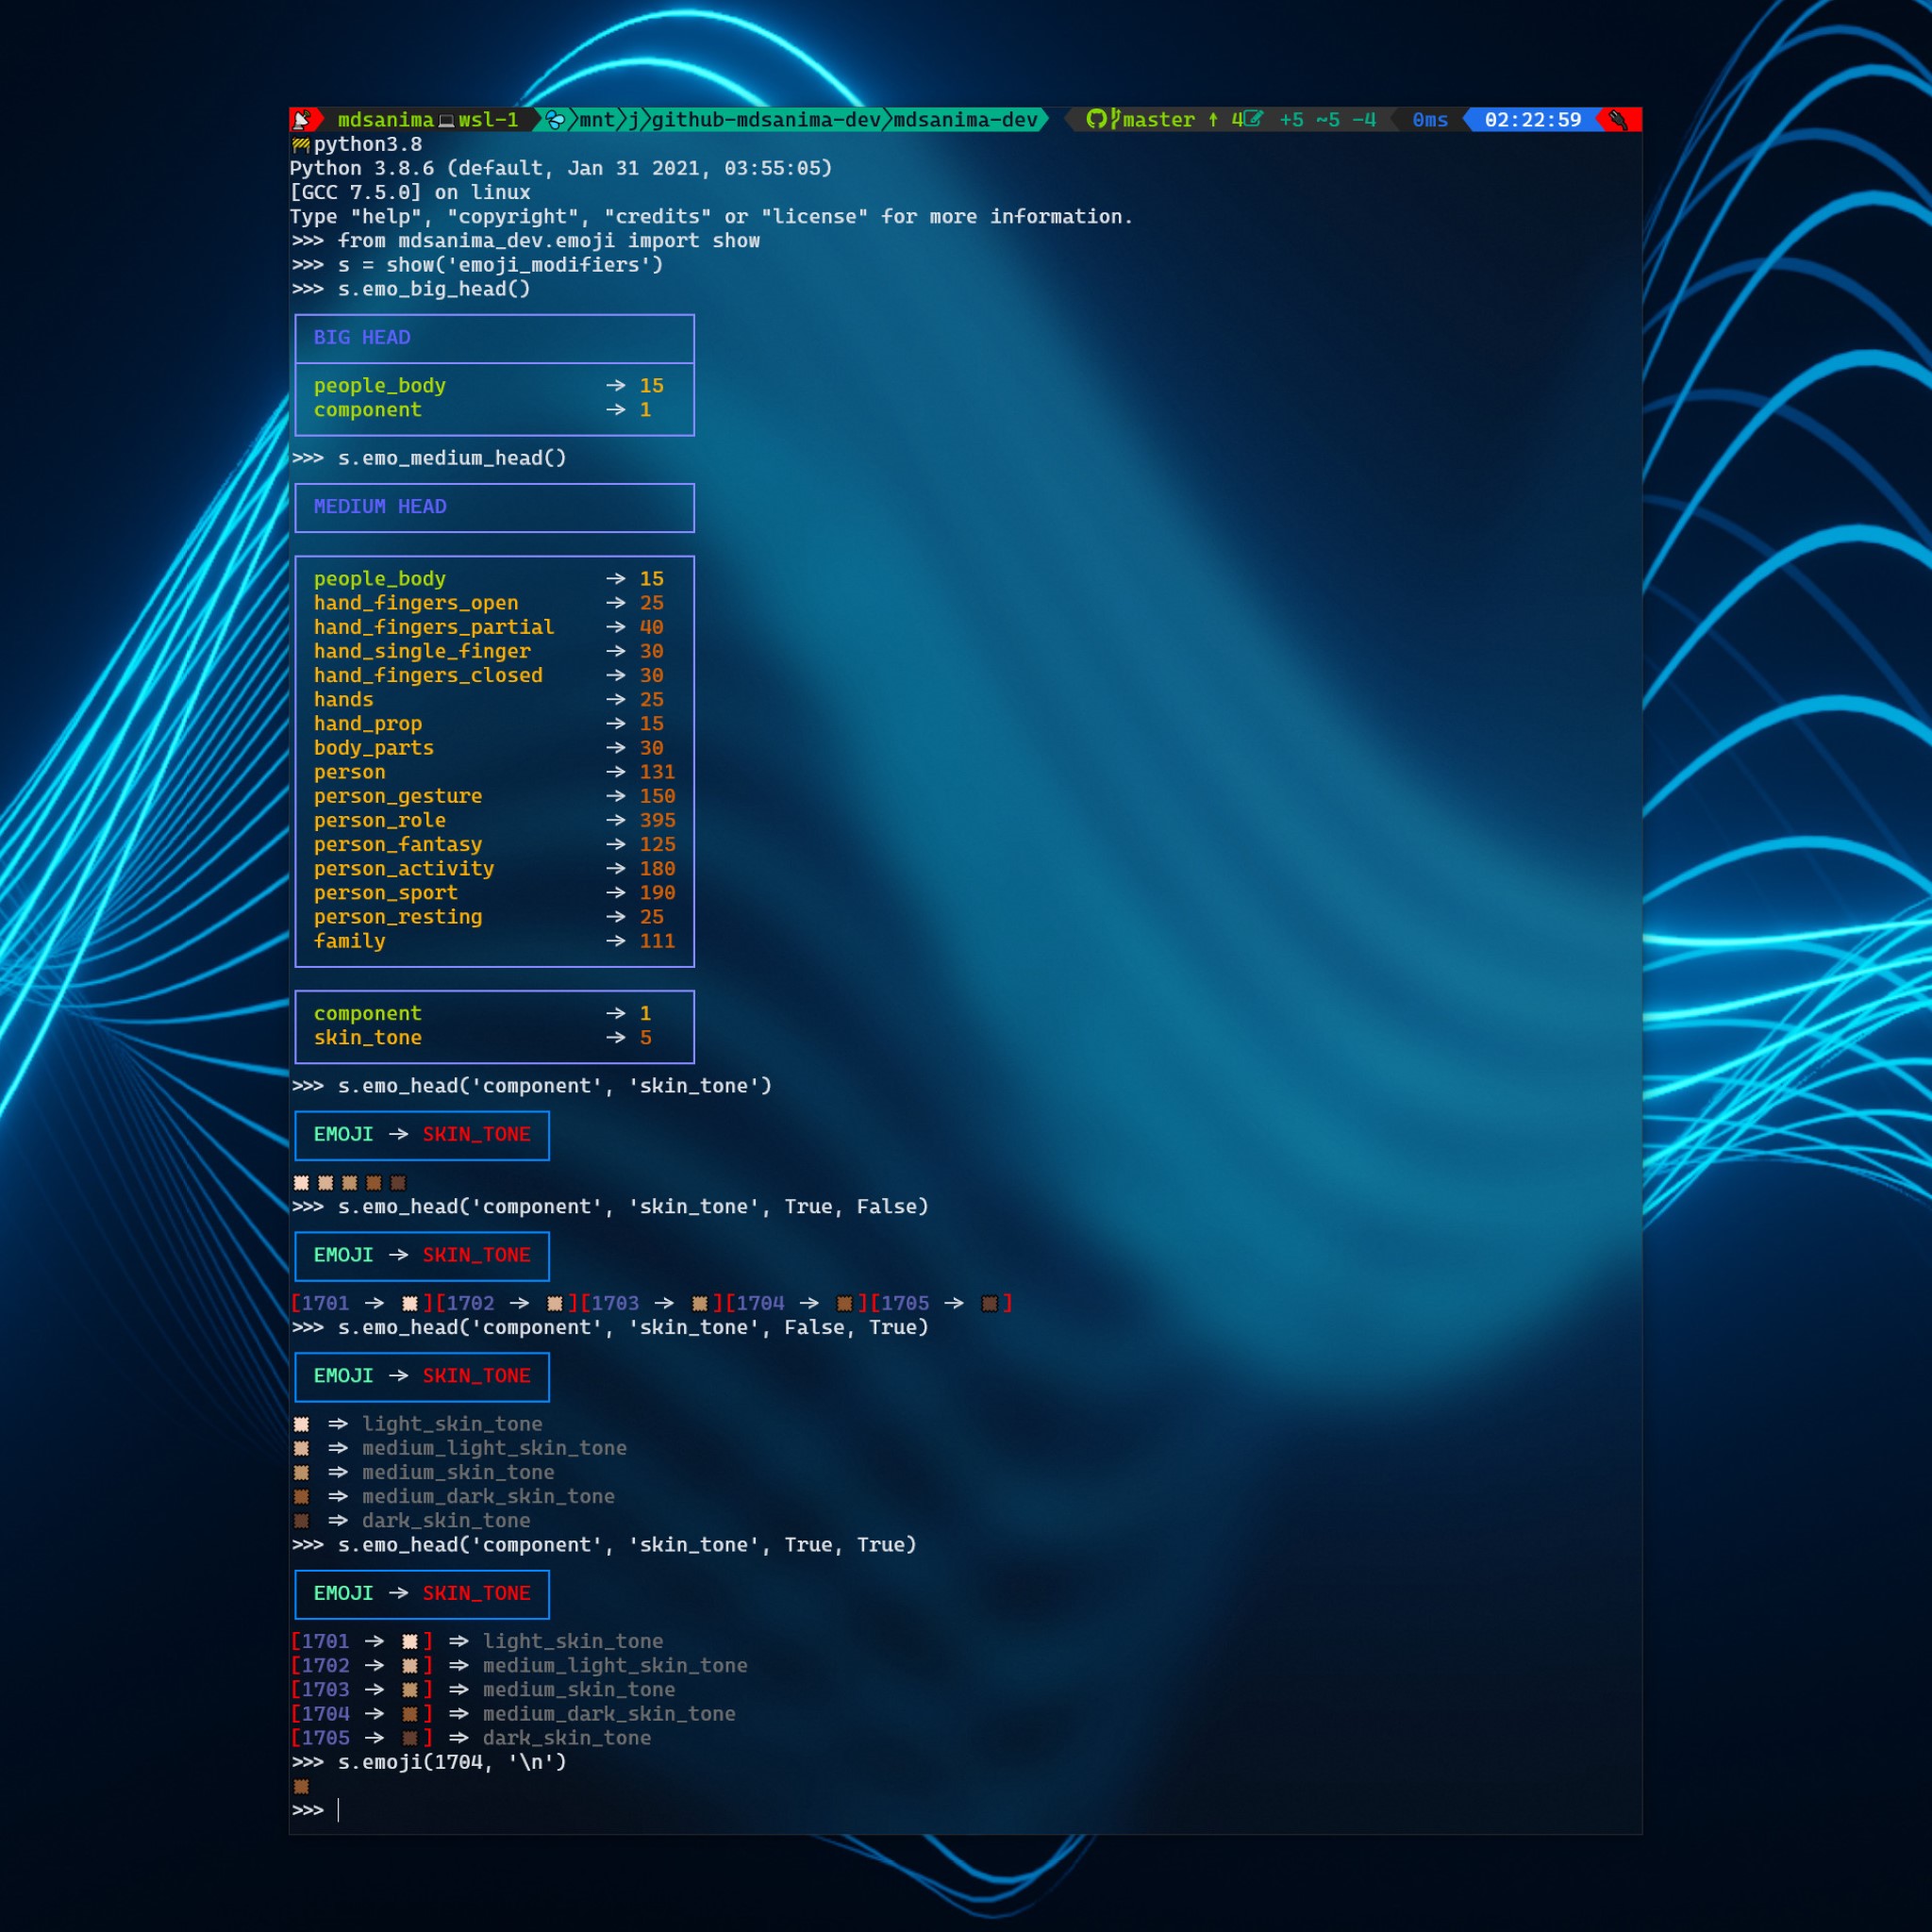 mdsanima wsl-1 mnt j github-mdsanima-dev mdsanima-dev master ↑ 4 +5 ~5 -4 0ms 02:22:59
python3.8
Python 3.8.6 (default, Jan 31 2021, 03:55:05)
[GCC 7.5.0] on linux
Type "help", "copyright", "credits" or "license" for more information.
>>> from mdsanima_dev.emoji import show
>>> s = show('emoji_modifiers')
>>> s.emo_big_head()
BIG HEAD
people_body → 15
component → 1
>>> s.emo_medium_head()
MEDIUM HEAD
people_body → 15
hand_fingers_open → 25
hand_fingers_partial → 40
hand_single_finger → 30
hand_fingers_closed → 30
hands → 25
hand_prop → 15
body_parts → 30
person → 131
person_gesture → 150
person_role → 395
person_fantasy → 125
person_activity → 180
person_sport → 190
person_resting → 25
family → 111
component → 1
skin_tone → 5
>>> s.emo_head('component', 'skin_tone')
EMOJI → SKIN_TONE
🏻 🏼 🏽 🏾 🏿
>>> s.emo_head('component', 'skin_tone', True, False)
EMOJI → SKIN_TONE
[1701 → 🏻][1702 → 🏼][1703 → 🏽][1704 → 🏾][1705 → 🏿]
>>> s.emo_head('component', 'skin_tone', False, True)
EMOJI → SKIN_TONE
🏻 ⇒ light_skin_tone
🏼 ⇒ medium_light_skin_tone
🏽 ⇒ medium_skin_tone
🏾 ⇒ medium_dark_skin_tone
🏿 ⇒ dark_skin_tone
>>> s.emo_head('component', 'skin_tone', True, True)
EMOJI → SKIN_TONE
[1701 → 🏻] ⇒ light_skin_tone
[1702 → 🏼] ⇒ medium_light_skin_tone
[1703 → 🏽] ⇒ medium_skin_tone
[1704 → 🏾] ⇒ medium_dark_skin_tone
[1705 → 🏿] ⇒ dark_skin_tone
>>> s.emoji(1704, '\n')
🏾
>>>